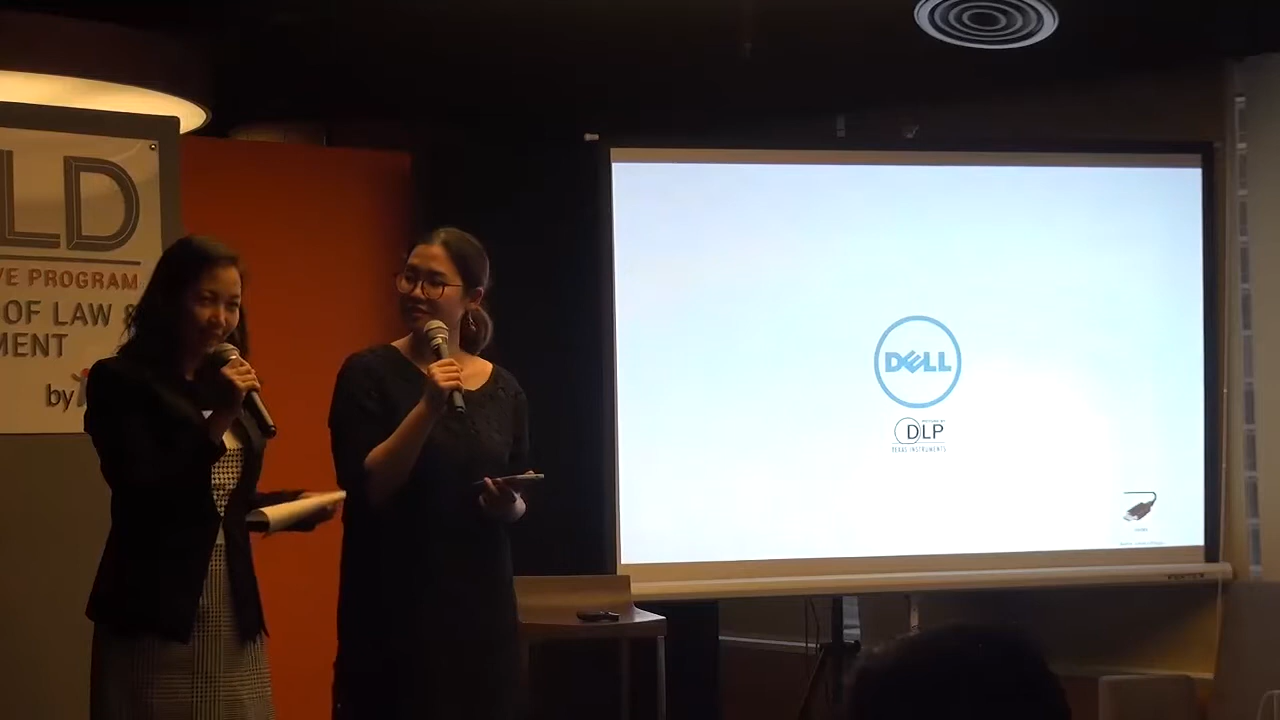 LD
VE PROGRAM
OF LAW &
MENT
by
DELL
DLP
TEXAS INSTRUMENTS